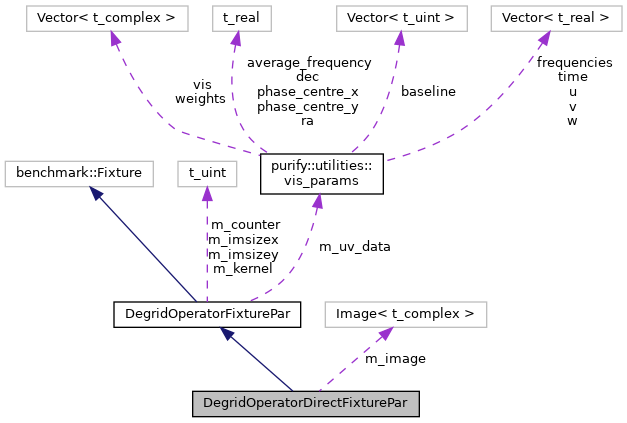 Vector< t_complex >
t_real
Vector< t_uint >
Vector< t_real >
vis
weights
average_frequency
dec
phase_centre_x
phase_centre_y
ra
baseline
frequencies
time
u
v
w
benchmark::Fixture
t_uint
purify::utilities::
vis_params
m_counter
m_imsizex
m_imsizey
m_kernel
m_uv_data
DegridOperatorFixturePar
Image< t_complex >
m_image
DegridOperatorDirectFixturePar